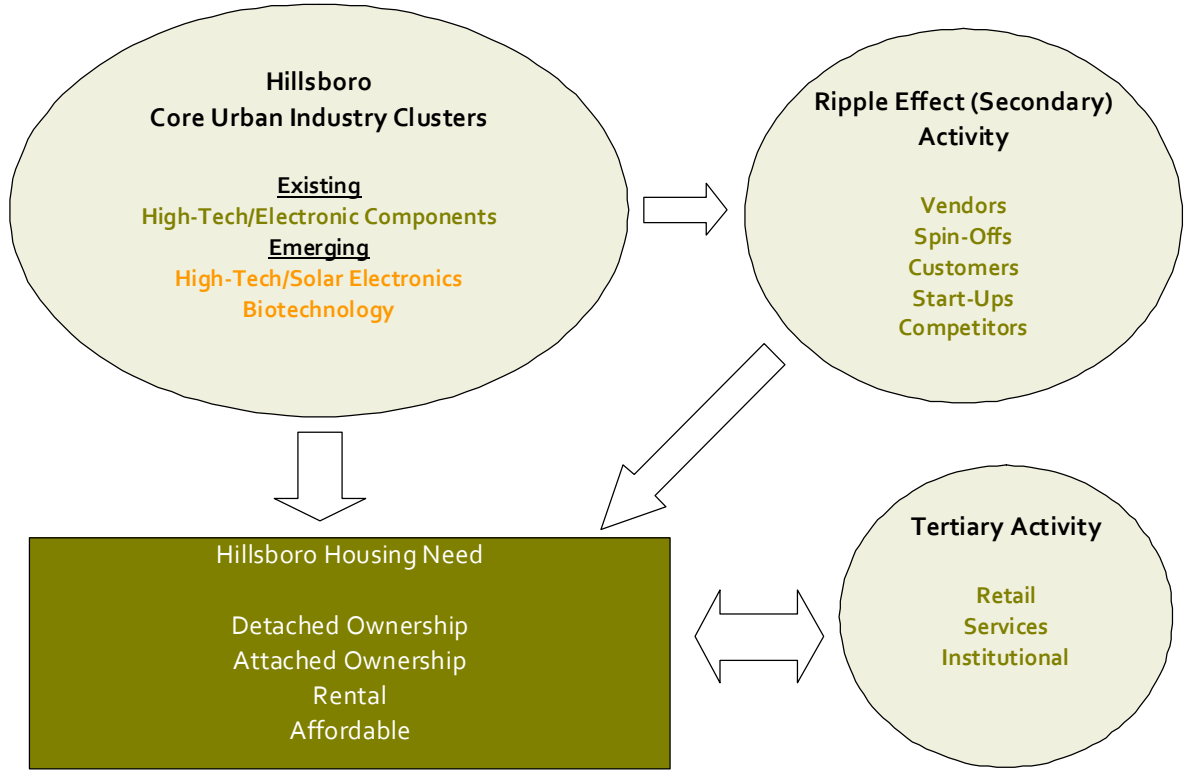 Hillsboro
Core Urban Industry Clusters
Existing
High-Tech/Electronic Components
Emerging
High-Tech/Solar Electronics
Biotechnology
Ripple Effect (Secondary)
Activity
Vendors
Spin-Offs
Customers
Start-Ups
Competitors
Hillsboro Housing Need
Detached Ownership
Attached Ownership
Rental
Affordable
Tertiary Activity
Retail
Services
Institutional